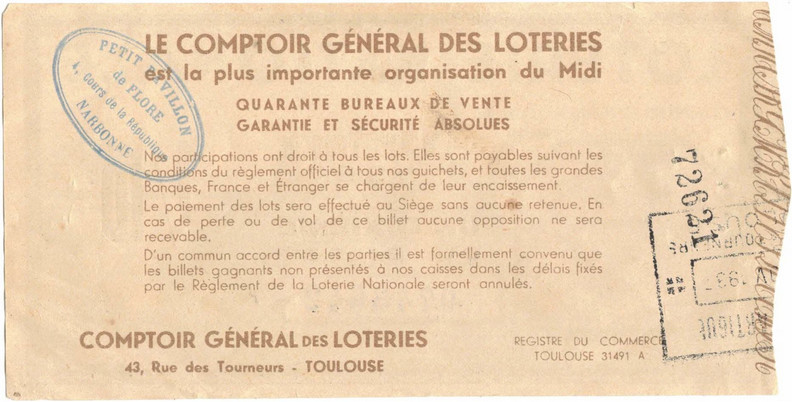 LE COMPTOIR GÉNÉRAL DES LOTERIES
est la plus importante organisation du Midi
QUARANTE BUREAUX DE VENTE
GARANTIE ET SÉCURITÉ ABSOLUES
PETIT PAVILLON
de FLORE
4, Cours de la République
NARBONNE
Nos participations ont droit à tous les lots. Elles sont payables suivant les
conditions du règlement officiel à tous nos guichets, et toutes les grandes
Banques, France et Étranger se chargent de leur encaissement.
Le paiement des lots sera effectué au Siège sans aucune retenue. En
cas de perte ou de vol de ce billet aucune opposition ne sera
recevable.
D'un commun accord entre les parties il est formellement convenu que
les billets gagnants non présentés à nos caisses dans les délais fixés
par le Règlement de la Loterie Nationale seront annulés.
COMPTOIR GÉNÉRAL DES LOTERIES
43, Rue des Tourneurs - TOULOUSE
REGISTRE DU COMMERCE
TOULOUSE 31491 A
72621